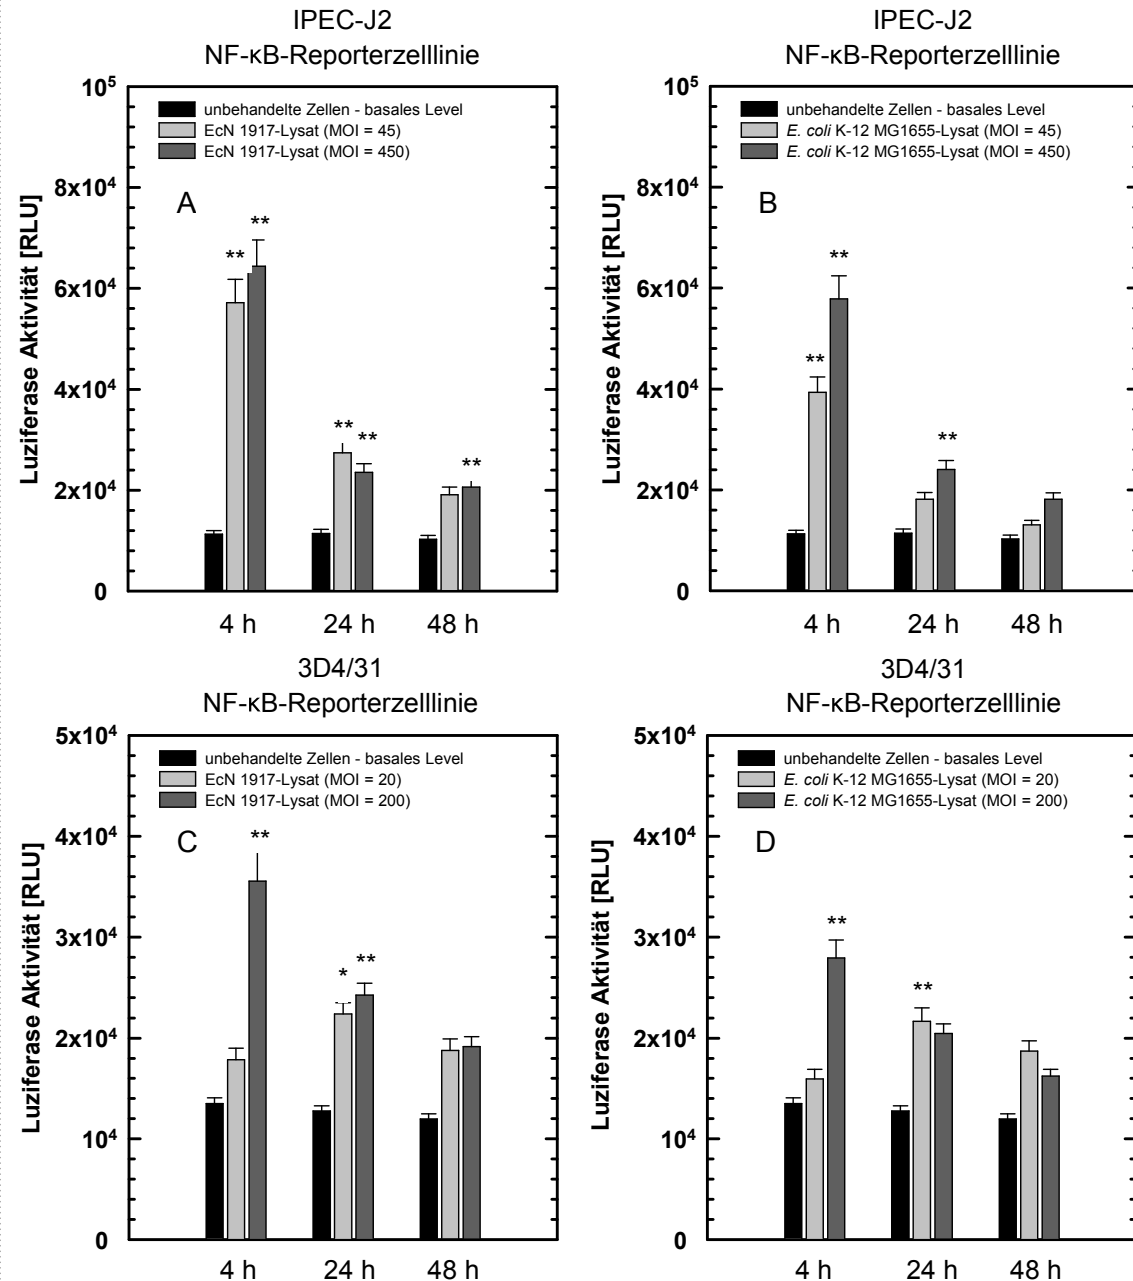 IPEC-J2
NF-κB-Reporterzelllinie
Luziferase Aktivität [RLU]
10⁵
8x10⁴
6x10⁴
4x10⁴
2x10⁴
0
unbehandelte Zellen - basales Level
EcN 1917-Lysat (MOI = 45)
EcN 1917-Lysat (MOI = 450)
A
**
**
**
**
**
4 h 24 h 48 h
IPEC-J2
NF-κB-Reporterzelllinie
Luziferase Aktivität [RLU]
10⁵
8x10⁴
6x10⁴
4x10⁴
2x10⁴
0
unbehandelte Zellen - basales Level
E. coli K-12 MG1655-Lysat (MOI = 45)
E. coli K-12 MG1655-Lysat (MOI = 450)
B
**
**
**
4 h 24 h 48 h
3D4/31
NF-κB-Reporterzelllinie
Luziferase Aktivität [RLU]
5x10⁴
4x10⁴
3x10⁴
2x10⁴
10⁴
0
unbehandelte Zellen - basales Level
EcN 1917-Lysat (MOI = 20)
EcN 1917-Lysat (MOI = 200)
C
**
*
**
4 h 24 h 48 h
3D4/31
NF-κB-Reporterzelllinie
Luziferase Aktivität [RLU]
5x10⁴
4x10⁴
3x10⁴
2x10⁴
10⁴
0
unbehandelte Zellen - basales Level
E. coli K-12 MG1655-Lysat (MOI = 20)
E. coli K-12 MG1655-Lysat (MOI = 200)
D
**
**
4 h 24 h 48 h